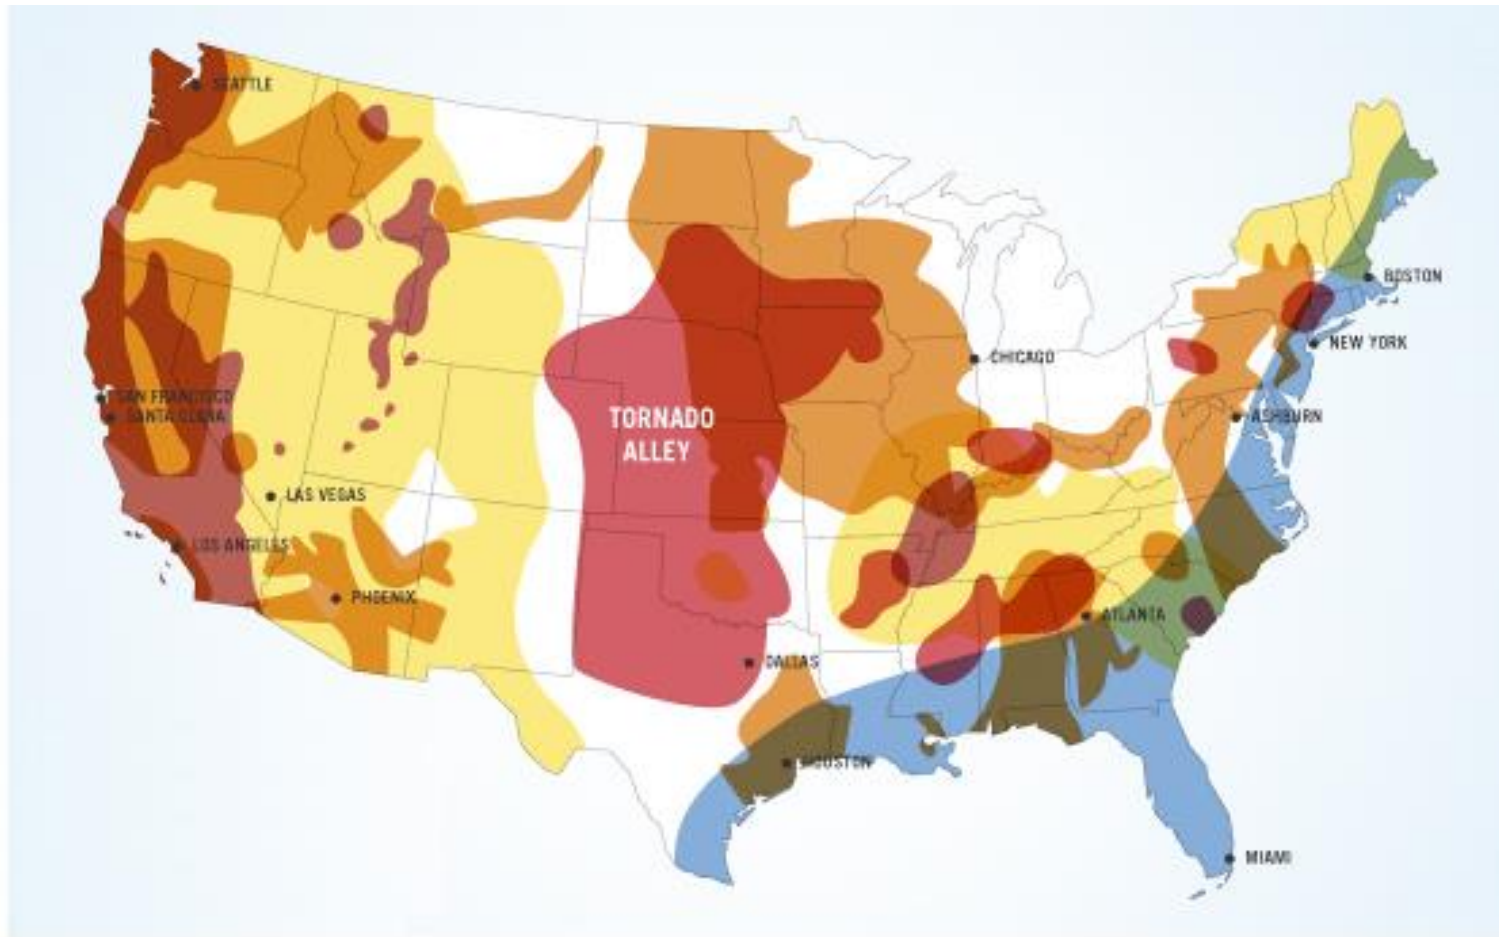 SEATTLE
BOSTON
NEW YORK
CHICAGO
SAN FRANCISCO
SANTA CLARA
ASHBURN
TORNADO
ALLEY
LAS VEGAS
LOS ANGELES
PHOENIX
ATLANTA
DALLAS
HOUSTON
MIAMI